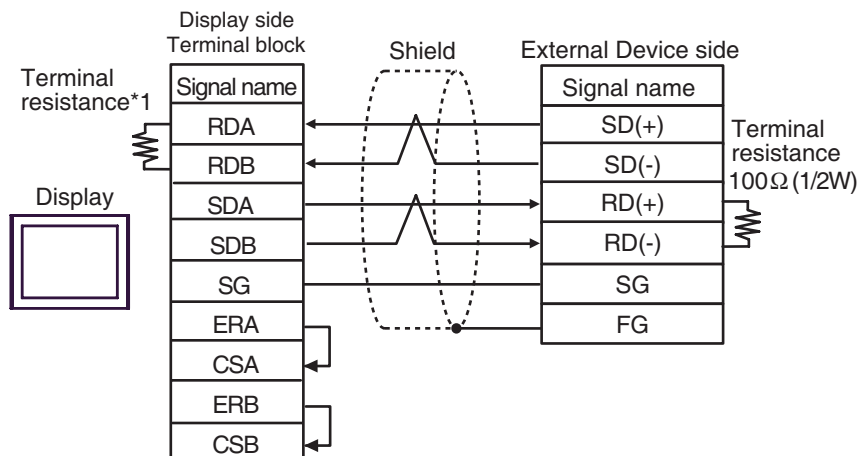 Display side
Terminal block
Shield
External Device side
Terminal
resistance*1
Signal name
RDA
RDB
SDA
SDB
SG
ERA
CSA
ERB
CSB
Display
Signal name
SD(+)
SD(-)
RD(+)
RD(-)
SG
FG
Terminal
resistance
100Ω (1/2W)